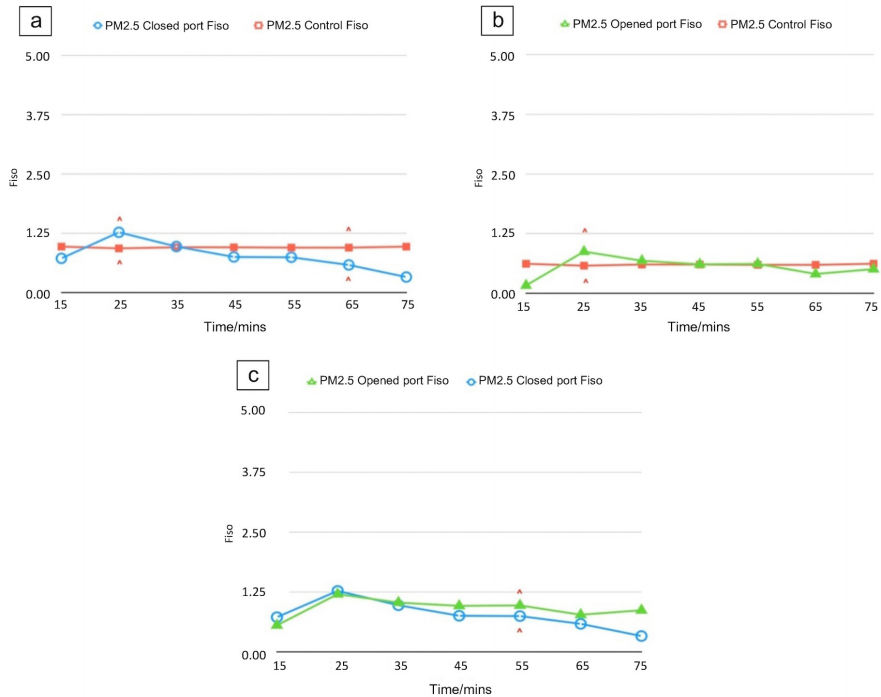 a
PM2.5 Closed port Fiso PM2.5 Control Fiso
5.00
3.75
2.50
1.25
0.00
Fiso
^ ^
^ ^
15 25 35 45 55 65 75
Time/mins
b
PM2.5 Opened port Fiso PM2.5 Control Fiso
5.00
3.75
2.50
1.25
0.00
Fiso
^
^
15 25 35 45 55 65 75
Time/mins
c
PM2.5 Opened port Fiso PM2.5 Closed port Fiso
5.00
3.75
2.50
1.25
0.00
Fiso
^
^
15 25 35 45 55 65 75
Time/mins